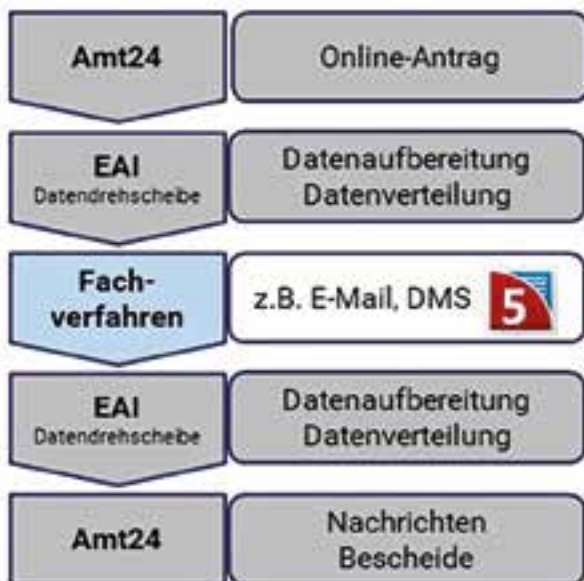 Amt24
Online-Antrag
EAI
Datendrehscheibe
Datenaufbereitung
Datenverteilung
Fach-
verfahren
z.B. E-Mail, DMS
5
EAI
Datendrehscheibe
Datenaufbereitung
Datenverteilung
Amt24
Nachrichten
Bescheide